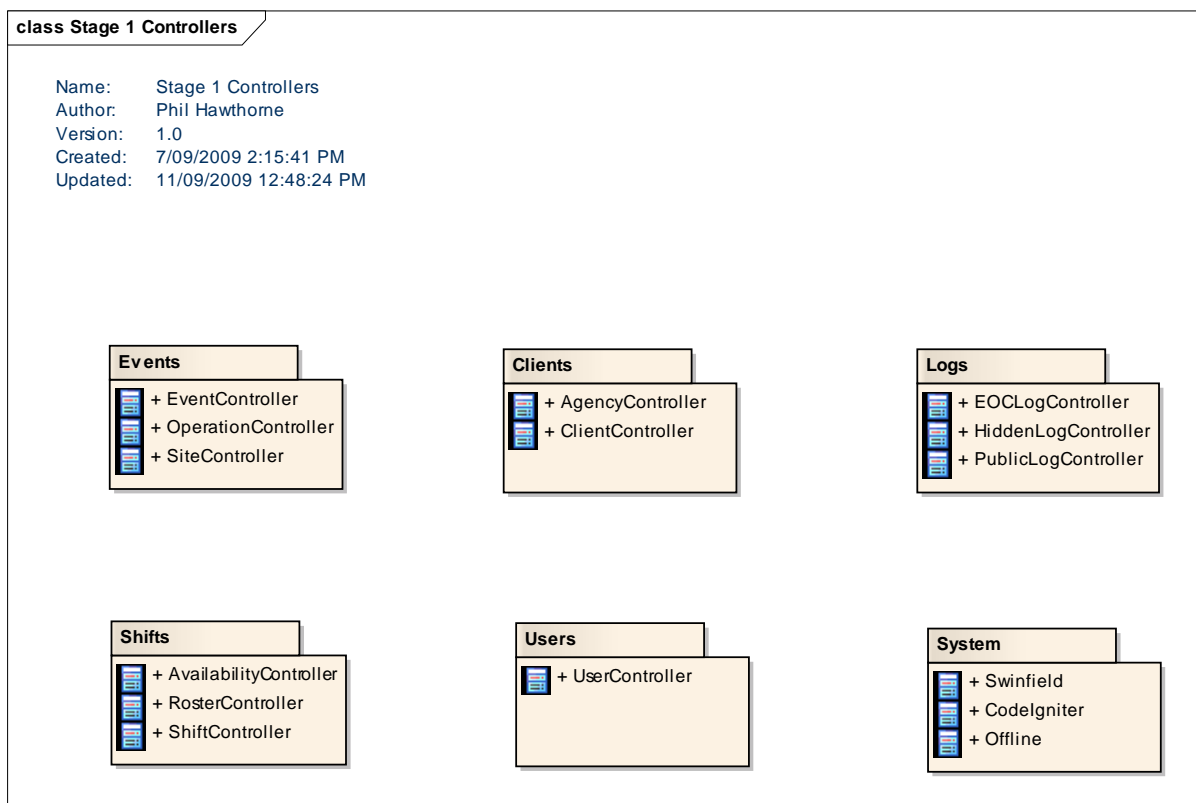 class Stage 1 Controllers
Name: Stage 1 Controllers
Author: Phil Hawthorne
Version: 1.0
Created: 7/09/2009 2:15:41 PM
Updated: 11/09/2009 12:48:24 PM
Events
+ EventController
+ OperationController
+ SiteController
Clients
+ AgencyController
+ ClientController
Logs
+ EOCLogController
+ HiddenLogController
+ PublicLogController
Shifts
+ AvailabilityController
+ RosterController
+ ShiftController
Users
+ UserController
System
+ Swinfield
+ CodeIgniter
+ Offline